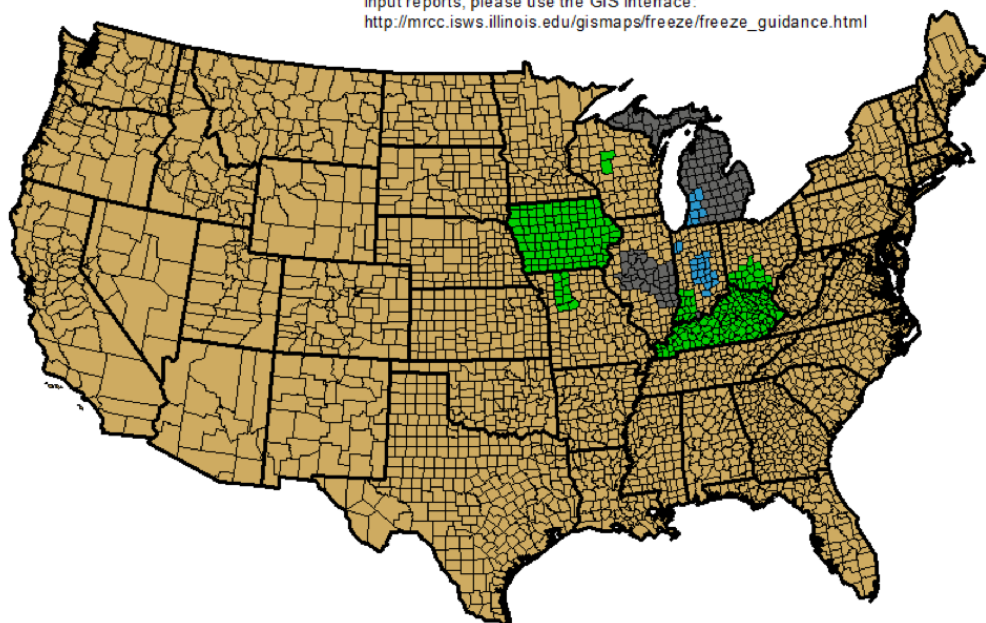 input reports, please use the GIS interface:
http://mrcc.isws.illinois.edu/gismaps/freeze/freeze_guidance.html